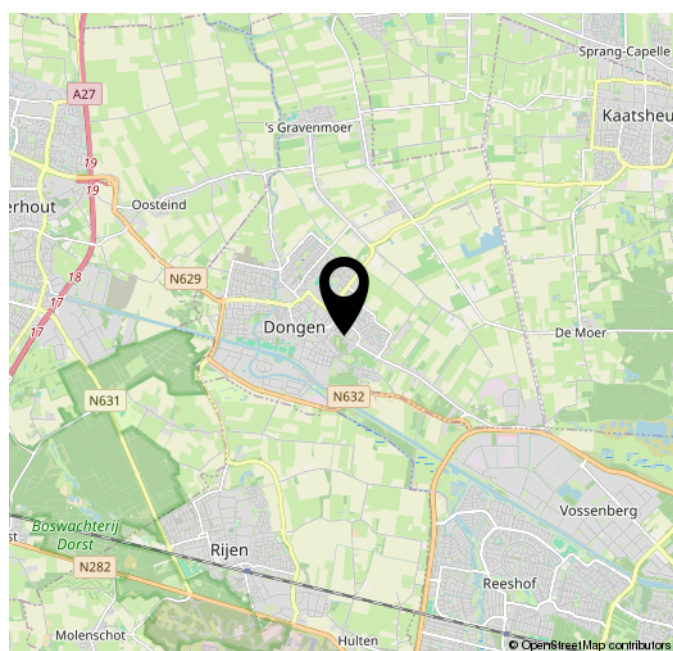 Sprang-Capelle
A27
Kaatsheu
's Gravenmoer
19
19
Oosteind
erhout
18
N629
17
17
Dongen
De Moer
N631
N632
Vossenberg
Boswachterij
Dorst
st
Rijen
N282
Reeshof
Molenschot
Hulten
© OpenStreetMap contributors